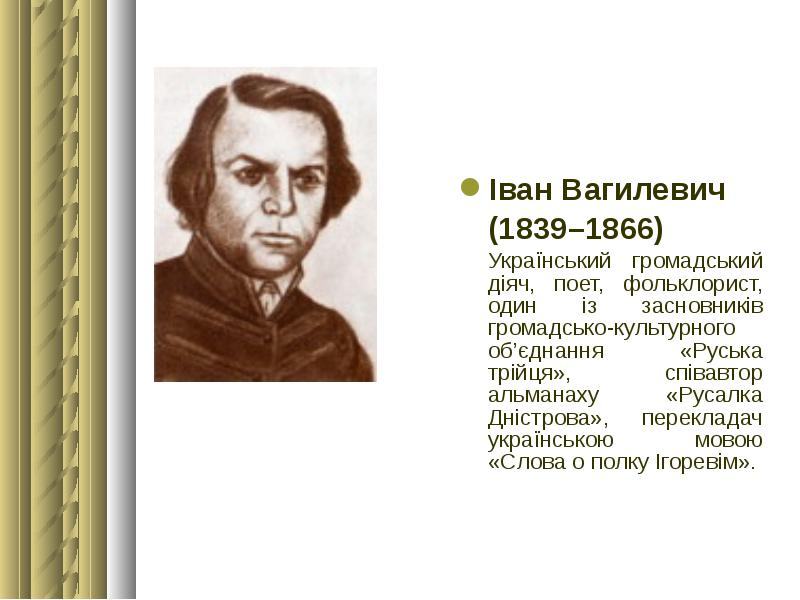 Іван Вагилевич
(1839–1866)
Український громадський
діяч, поет, фольклорист,
один із засновників
громадсько-культурного
об’єднання «Руська
трійця», співавтор
альманаху «Русалка
Дністрова», перекладач
українською мовою
«Слова о полку Ігоревім».